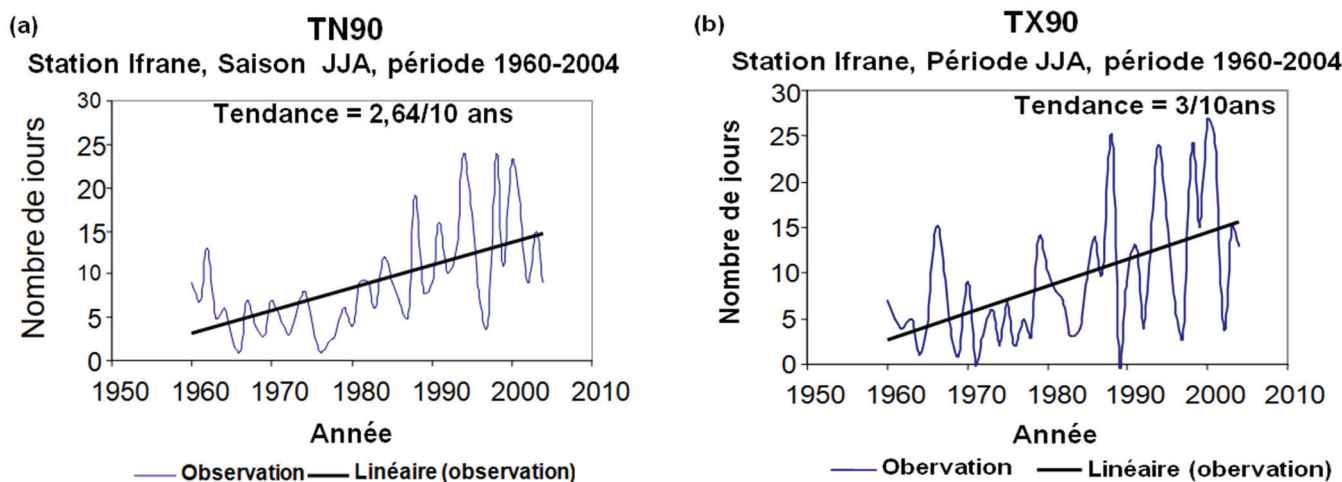 (a)
TN90
Station Ifrane, Saison JJA, période 1960-2004
Tendance = 2,64/10 ans
Nombre de iours
30
25
20
15
10
5
0
1950 1960 1970 1980 1990 2000 2010
Année
Observation Linéaire (observation)
(b)
TX90
Station Ifrane, Période JJA, période 1960-2004
Tendance = 3/10ans
Nombre de iours
30
25
20
15
10
5
0
1950 1960 1970 1980 1990 2000 2010
Année
Obervation Linéaire (obervation)